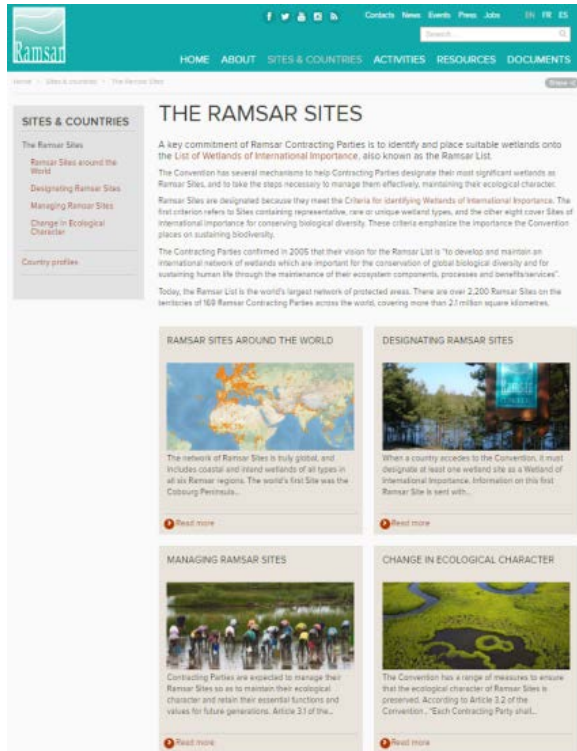 Contacts News Events Press Jobs EN FR ES
Search
Ramsar
HOME ABOUT SITES & COUNTRIES ACTIVITIES RESOURCES DOCUMENTS
Home > Sites & countries > The Ramsar Sites
Share
SITES & COUNTRIES
The Ramsar Sites
Ramsar Sites around the
World
Designating Ramsar Sites
Managing Ramsar Sites
Change in Ecological
Character
Country profiles
THE RAMSAR SITES
A key commitment of Ramsar Contracting Parties is to identify and place suitable wetlands onto
the List of Wetlands of International Importance, also known as the Ramsar List.
The Convention has several mechanisms to help Contracting Parties designate their most significant wetlands as
Ramsar Sites, and to take the steps necessary to manage them effectively, maintaining their ecological character.
Ramsar Sites are designated because they meet the Criteria for identifying Wetlands of International Importance. The
first criterion refers to Sites containing representative, rare or unique wetland types, and the other eight cover Sites of
international importance for conserving biological diversity. These criteria emphasize the importance the Convention
places on sustaining biodiversity.
The Contracting Parties confirmed in 2005 that their vision for the Ramsar List is "to develop and maintain an
international network of wetlands which are important for the conservation of global biological diversity and for
sustaining human life through the maintenance of their ecosystem components, processes and benefits/services".
Today, the Ramsar List is the world's largest network of protected areas. There are over 2,200 Ramsar Sites on the
territories of 169 Ramsar Contracting Parties across the world, covering more than 2.1 million square kilometres.
RAMSAR SITES AROUND THE WORLD
The network of Ramsar Sites is truly global, and
includes coastal and inland wetlands of all types in
all six Ramsar regions. The world's first Site was the
Cobourg Peninsula...
Read more
DESIGNATING RAMSAR SITES
Ramsar
When a country accedes to the Convention, it must
designate at least one wetland site as a Wetland of
International Importance. Information on this first
Ramsar Site is sent with...
Read more
MANAGING RAMSAR SITES
Contracting Parties are expected to manage their
Ramsar Sites so as to maintain their ecological
character and retain their essential functions and
values for future generations. Article 3.1 of the...
Read more
CHANGE IN ECOLOGICAL CHARACTER
The Convention has a range of measures to ensure
that the ecological character of Ramsar Sites is
preserved. According to Article 3.2 of the
Convention , "Each Contracting Party shall...
Read more